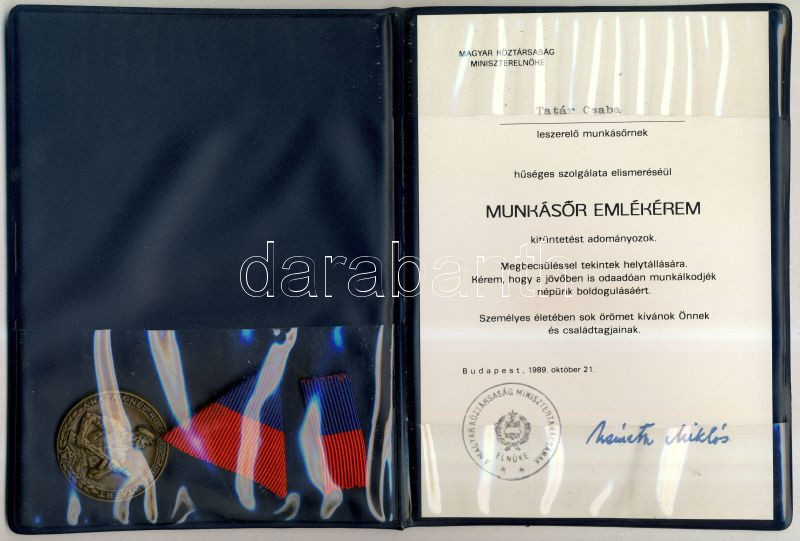 MAGYAR KÖZTÁRSASÁG
MINISZTERELNÖKE
Tatár Csaba
leszerelő munkásőrnek
hűséges szolgálata elismeréséül
MUNKÁSŐR EMLÉKÉREM
kitüntetést adományozok.
Megbecsüléssel tekintek helytállására.
Kérem, hogy a jövőben is odaadóan munkálkodjék
népünk boldogulásáért.
Személyes életében sok örömet kívánok Önnek
és családtagjainak.
Budapest, 1989. október 21.
A MAGYAR KÖZTÁRSASÁG MINISZTERTANÁCSÁNAK
ELNÖKE
Németh Miklós
darabanth